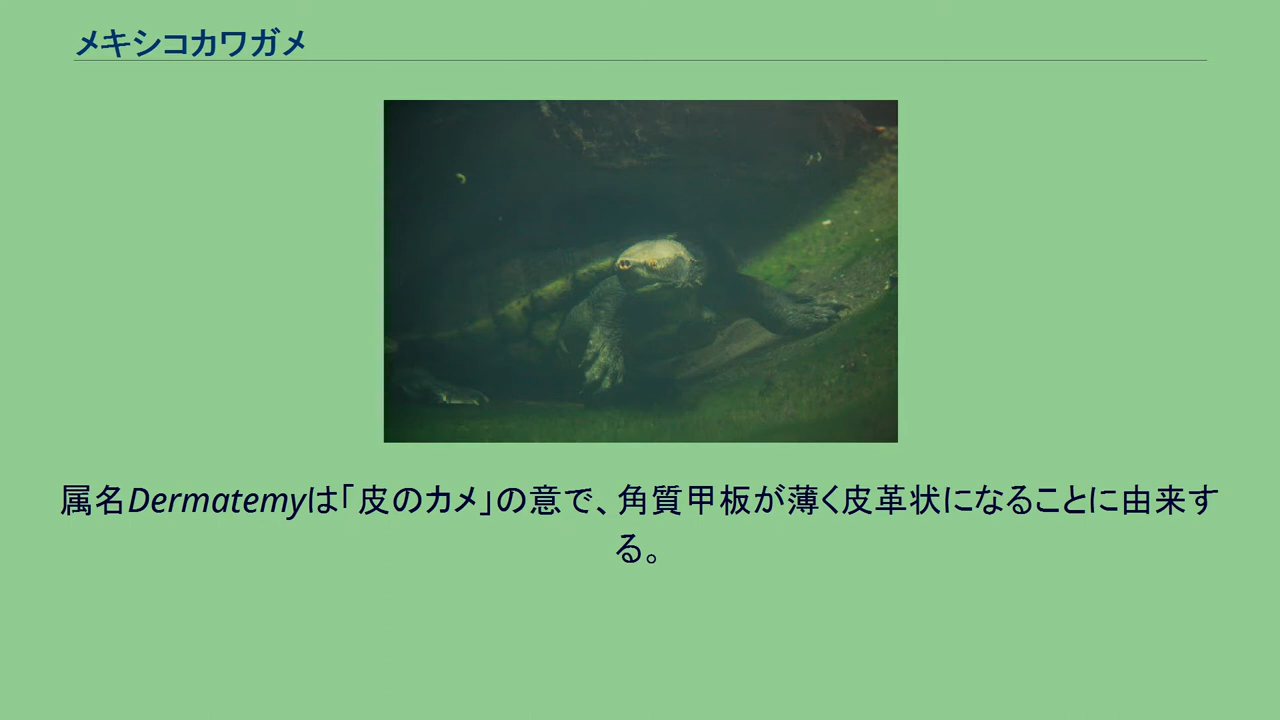 メキシコカワガメ
属名Dermatemyは「皮のカメ」の意で、角質甲板が薄く皮革状になることに由来す
る。